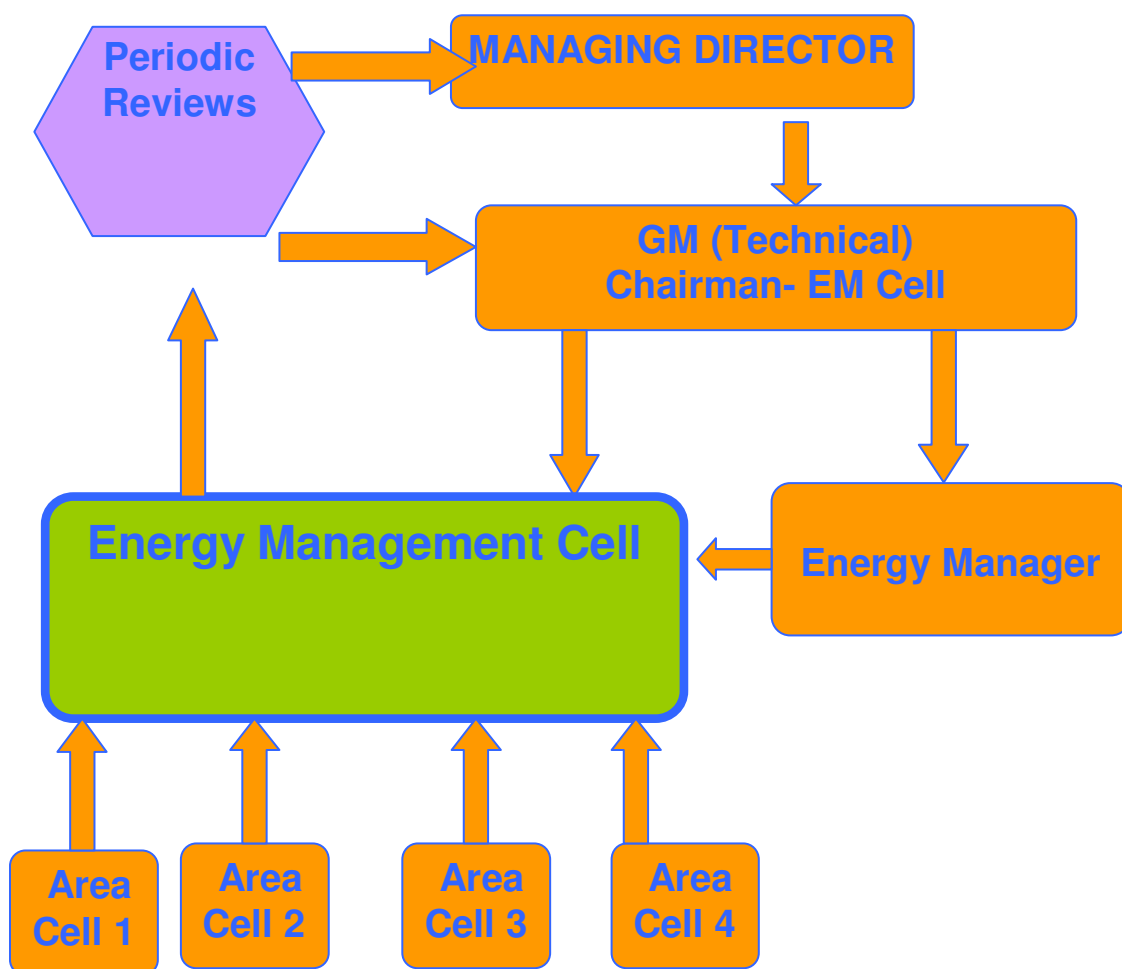 Periodic
Reviews
MANAGING DIRECTOR
GM (Technical)
Chairman- EM Cell
Energy Management Cell
Energy Manager
Area
Cell 1
Area
Cell 2
Area
Cell 3
Area
Cell 4